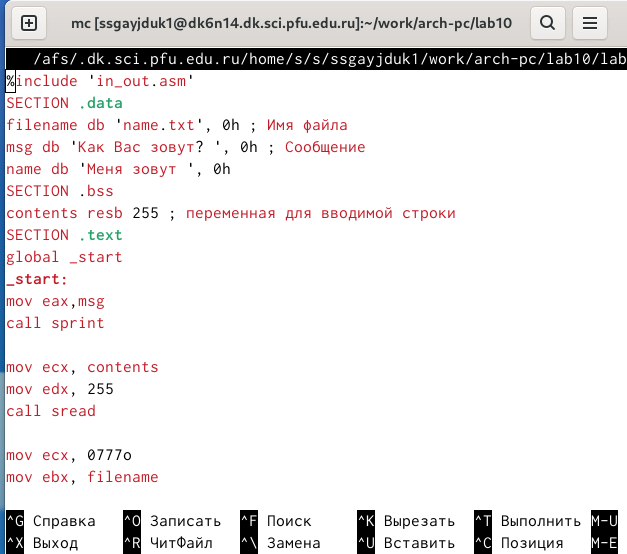 mc [ssgayjduk1@dk6n14.dk.sci.pfu.edu.ru]:~/work/arch-pc/lab10
/afs/.dk.sci.pfu.edu.ru/home/s/s/ssgayjduk1/work/arch-pc/lab10/lab
%include 'in_out.asm'
SECTION .data
filename db 'name.txt', 0h ; Имя файла
msg db 'Как Вас зовут? ', 0h ; Сообщение
name db 'Меня зовут ', 0h
SECTION .bss
contents resb 255 ; переменная для вводимой строки
SECTION .text
global _start
_start:
mov eax,msg
call sprint
mov ecx, contents
mov edx, 255
call sread
mov ecx, 0777o
mov ebx, filename
^G Справка ^O Записать ^F Поиск ^K Вырезать ^T Выполнить M-U
^X Выход ^R ЧитФайл ^\ Замена ^U Вставить ^C Позиция M-E